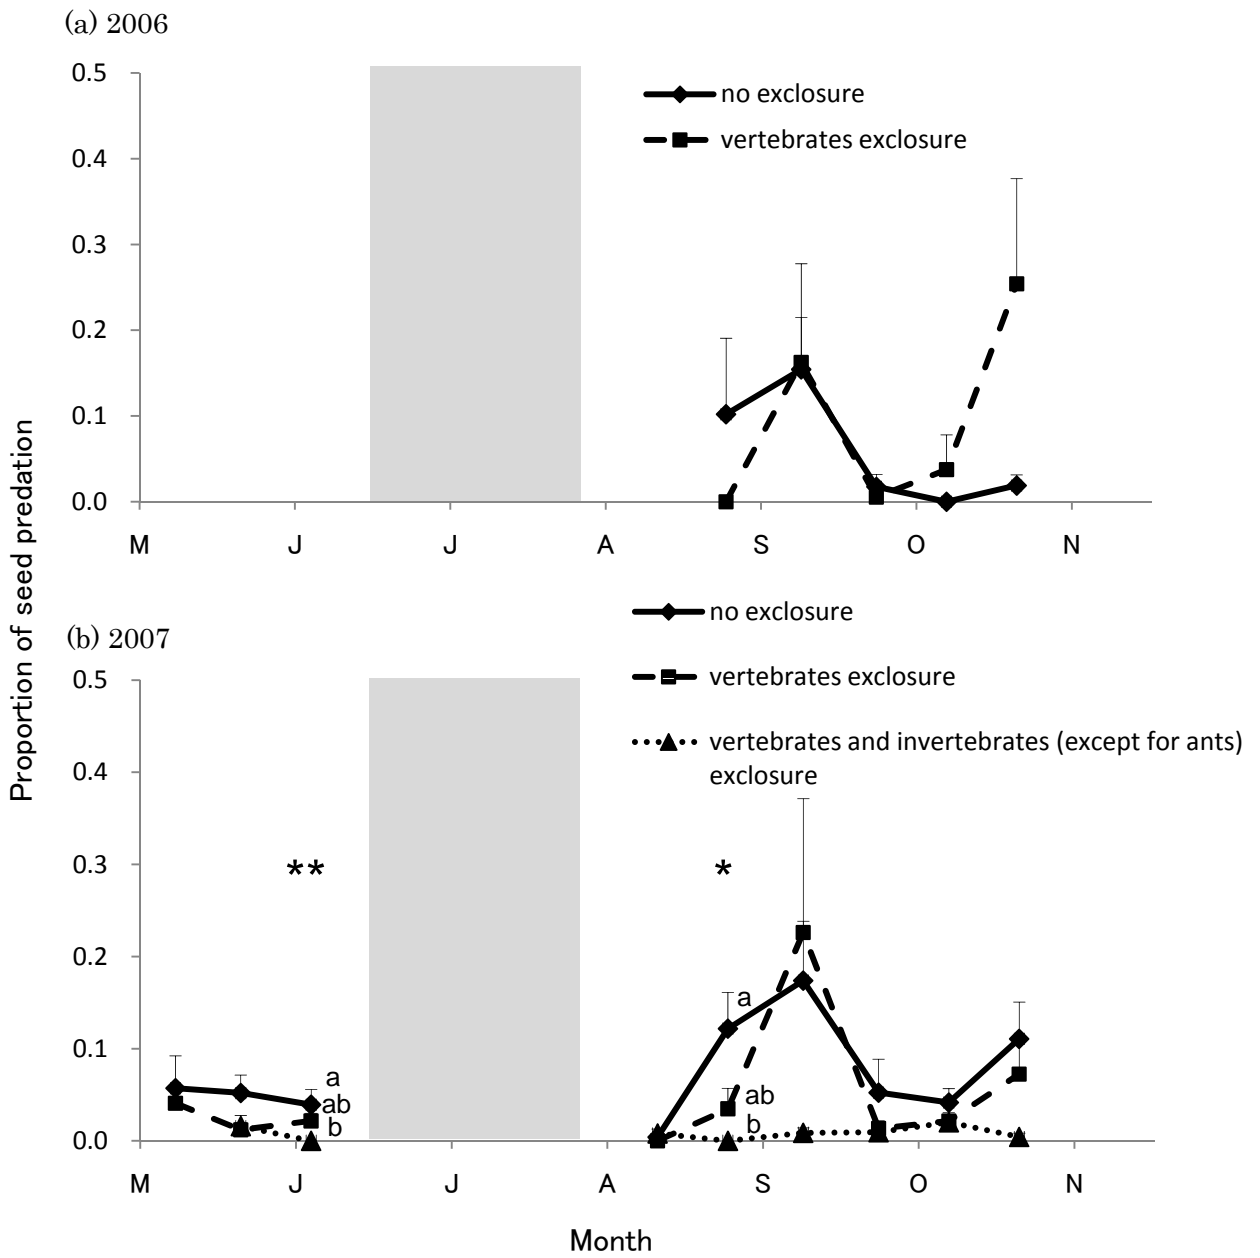 (a) 2006
0.5
0.4
0.3
0.2
0.1
0.0
no exclosure
vertebrates exclosure
M J J A S O N
Proportion of seed predation
(b) 2007
0.5
0.4
0.3
0.2
0.1
0.0
no exclosure
vertebrates exclosure
vertebrates and invertebrates (except for ants)
exclosure
**
*
a
ab
b
a
ab
b
M J J A S O N
Month